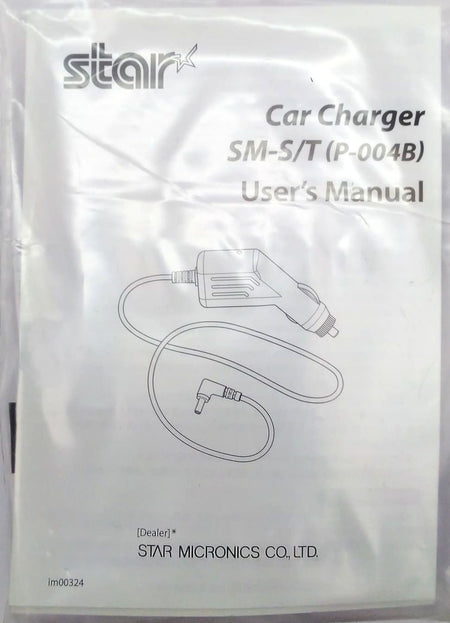 star
Car Charger
SM-S/T (P-004B)
User's Manual
[Dealer]*
STAR MICRONICS CO., LTD.
im00324